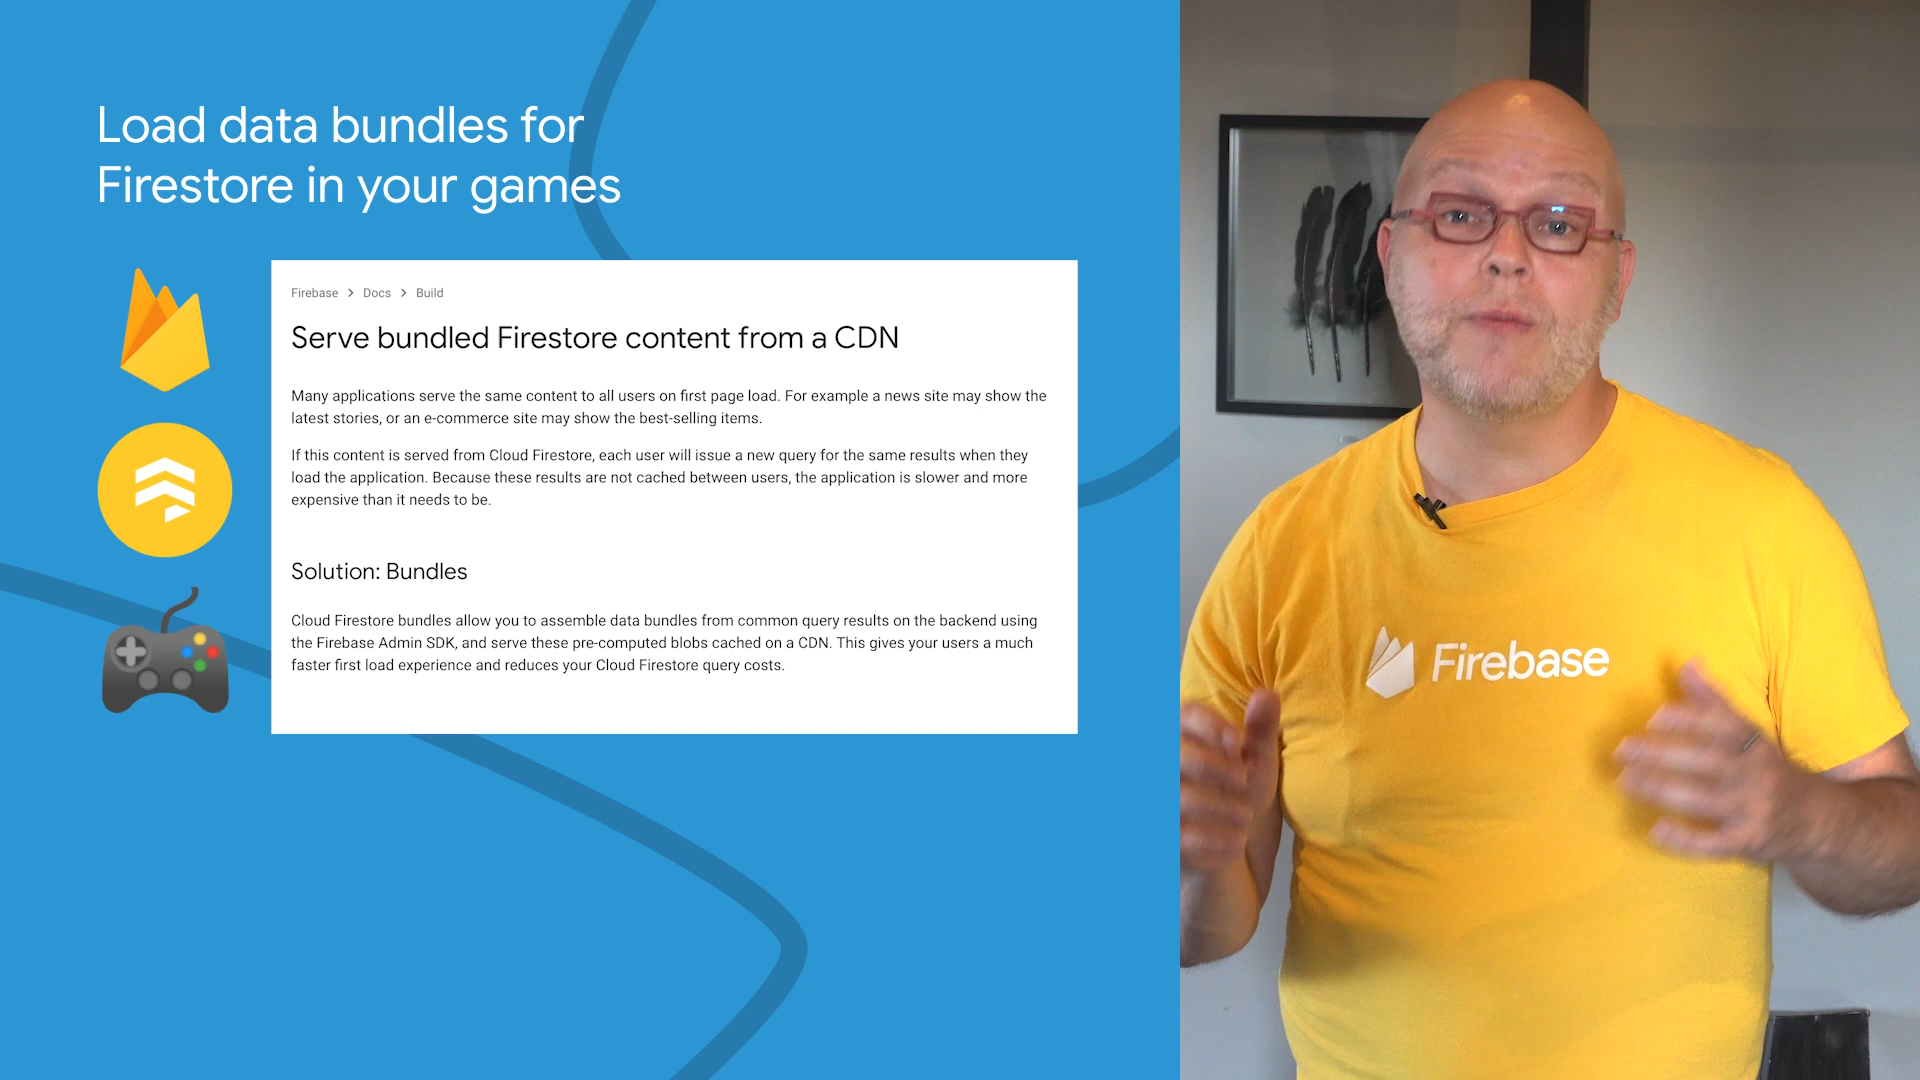 Load data bundles for
Firestore in your games
Firebase > Docs > Build
Serve bundled Firestore content from a CDN
Many applications serve the same content to all users on first page load. For example a news site may show the
latest stories, or an e-commerce site may show the best-selling items.
If this content is served from Cloud Firestore, each user will issue a new query for the same results when they
load the application. Because these results are not cached between users, the application is slower and more
expensive than it needs to be.
Solution: Bundles
Cloud Firestore bundles allow you to assemble data bundles from common query results on the backend using
the Firebase Admin SDK, and serve these pre-computed blobs cached on a CDN. This gives your users a much
faster first load experience and reduces your Cloud Firestore query costs.
Firebase